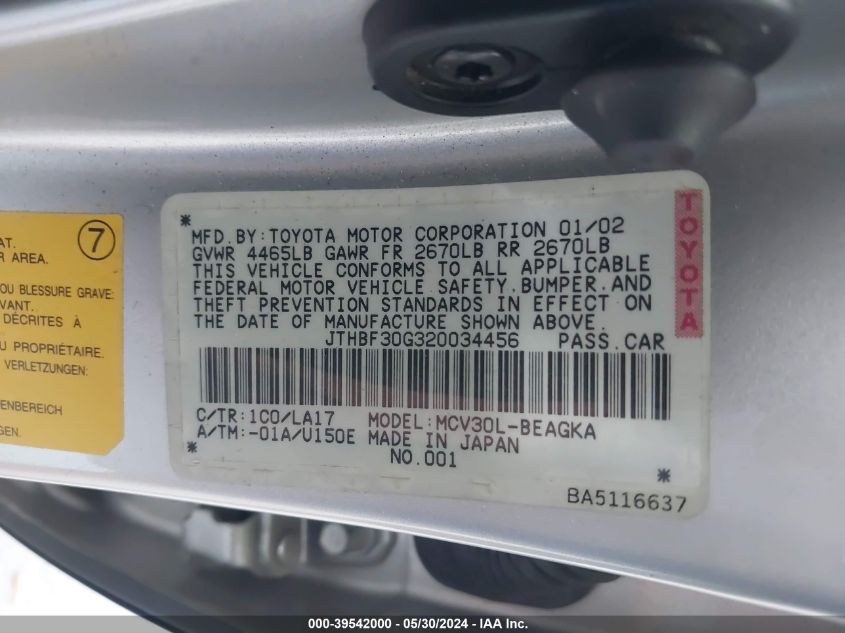 7
AT.
R AREA.
OU BLESSURE GRAVE:
VANT.
DÉCRITES À
U PROPRIÉTAIRE.
VERLETZUNGEN:
ENBEREICH
GEN.
* MFD.BY:TOYOTA MOTOR CORPORATION 01/02
GVWR 4465LB GAWR FR 2670LB RR 2670LB
THIS VEHICLE CONFORMS TO ALL APPLICABLE
FEDERAL MOTOR VEHICLE SAFETY,BUMPER,AND
THEFT PREVENTION STANDARDS IN EFFECT ON
THE DATE OF MANUFACTURE SHOWN ABOVE.
JTHBF30G320034456 PASS.CAR
C/TR:1C0/LA17 MODEL:MCV30L-BEAGKA
A/TM:-01A/U150E MADE IN JAPAN
* NO.001 *
BA5116637
TOYOTA
000-39542000 - 05/30/2024 - IAA Inc.